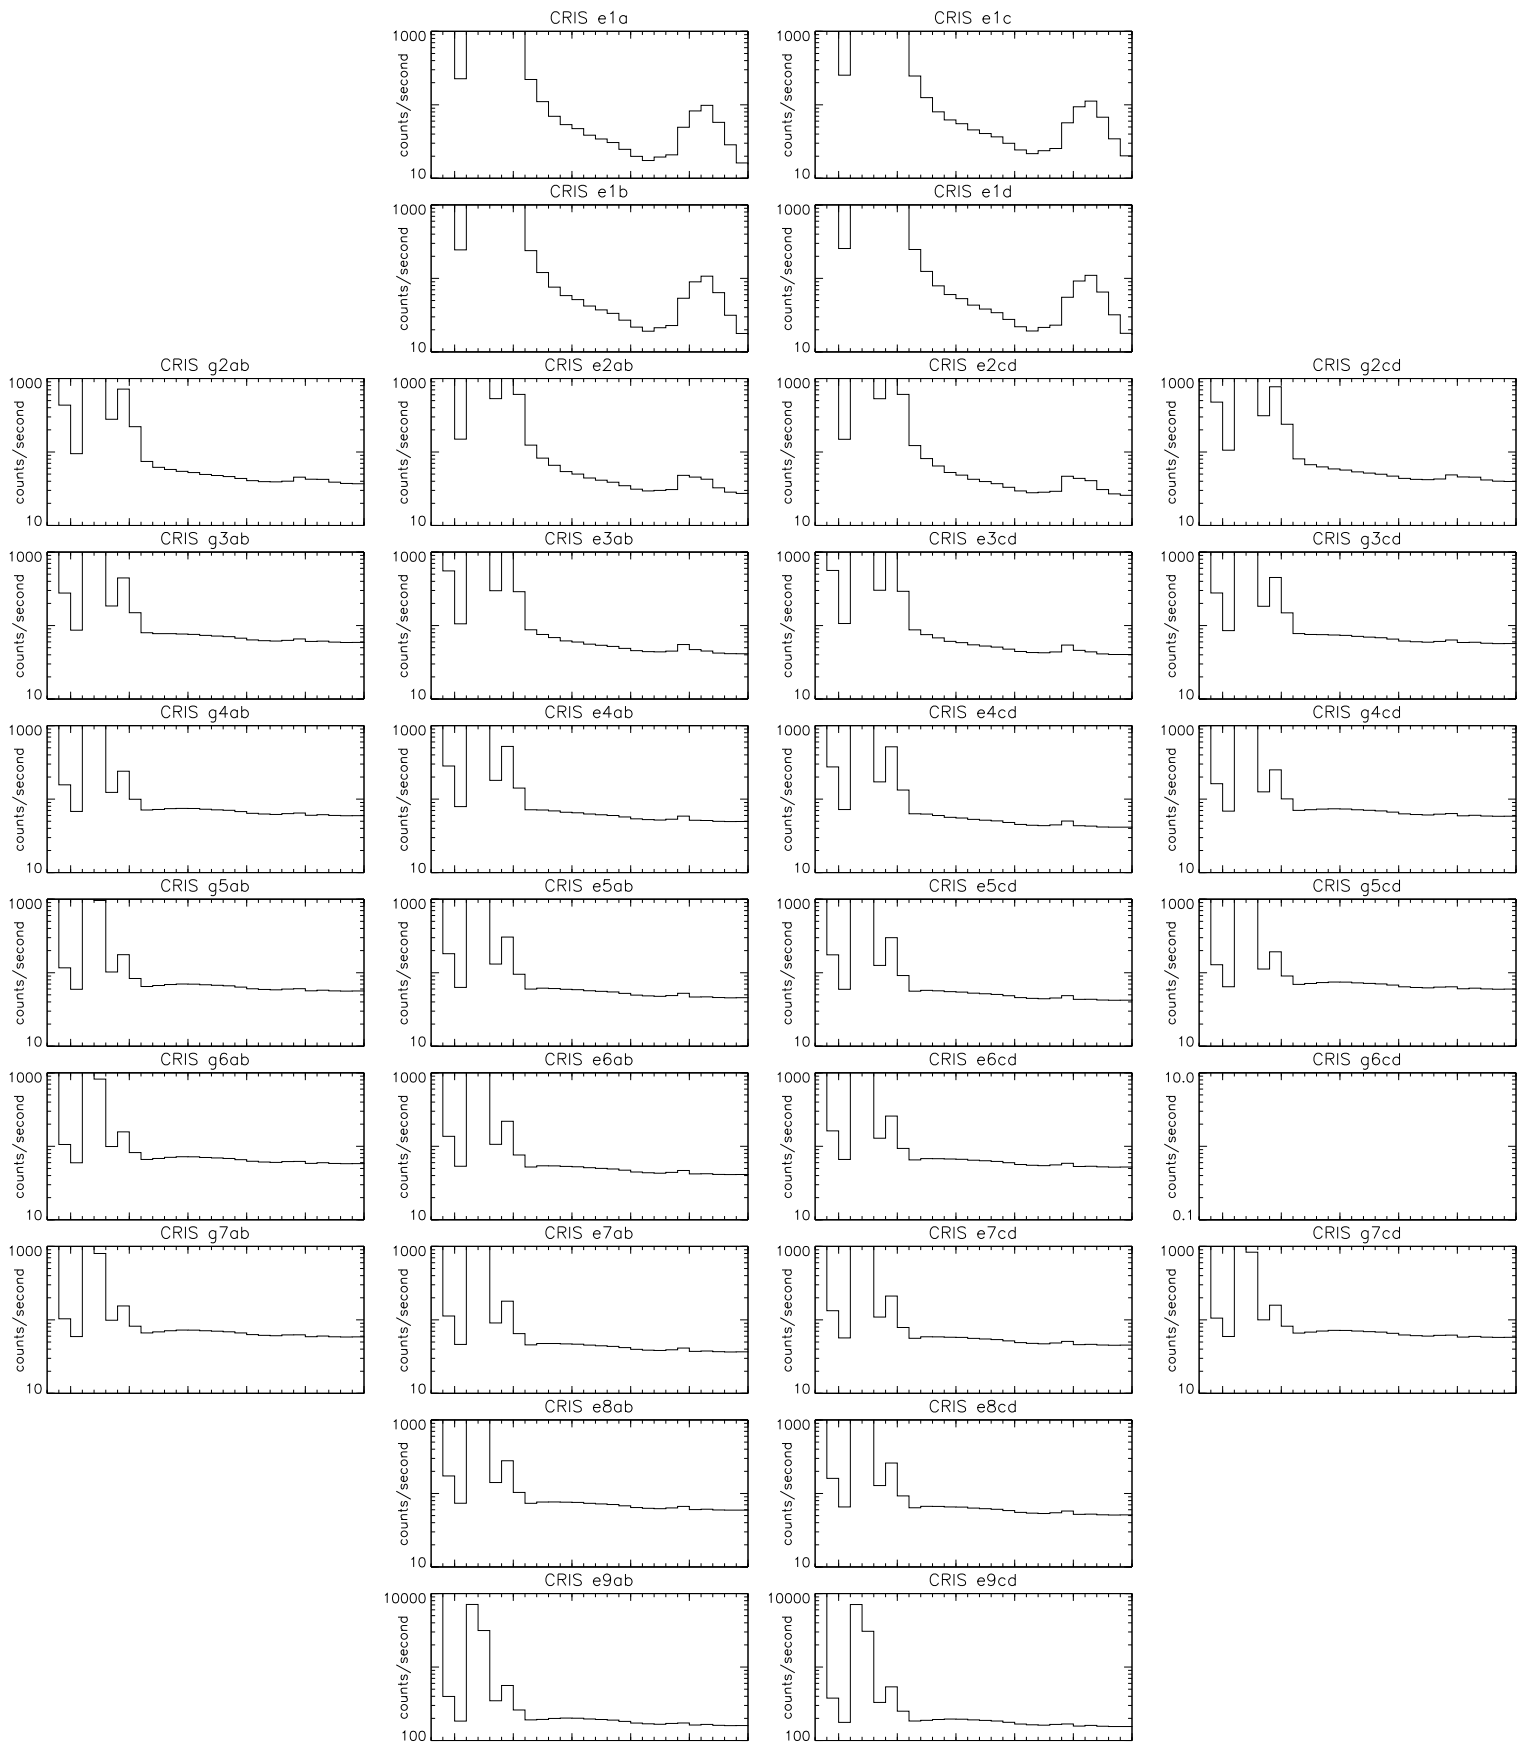 CRIS e1a
CRIS e1c
1000
counts/second
10
1000
counts/second
10
CRIS e1b
CRIS e1d
1000
counts/second
10
1000
counts/second
10
CRIS g2ab
CRIS e2ab
CRIS e2cd
CRIS g2cd
1000
counts/second
10
1000
counts/second
10
1000
counts/second
10
1000
counts/second
10
CRIS g3ab
CRIS e3ab
CRIS e3cd
CRIS g3cd
1000
counts/second
10
1000
counts/second
10
1000
counts/second
10
1000
counts/second
10
CRIS g4ab
CRIS e4ab
CRIS e4cd
CRIS g4cd
1000
counts/second
10
1000
counts/second
10
1000
counts/second
10
1000
counts/second
10
CRIS g5ab
CRIS e5ab
CRIS e5cd
CRIS g5cd
1000
counts/second
10
1000
counts/second
10
1000
counts/second
10
1000
counts/second
10
CRIS g6ab
CRIS e6ab
CRIS e6cd
CRIS g6cd
1000
counts/second
10
1000
counts/second
10
1000
counts/second
10
10.0
counts/second
0.1
CRIS g7ab
CRIS e7ab
CRIS e7cd
CRIS g7cd
1000
counts/second
10
1000
counts/second
10
1000
counts/second
10
1000
counts/second
10
CRIS e8ab
CRIS e8cd
1000
counts/second
10
1000
counts/second
10
CRIS e9ab
CRIS e9cd
10000
counts/second
100
10000
counts/second
100